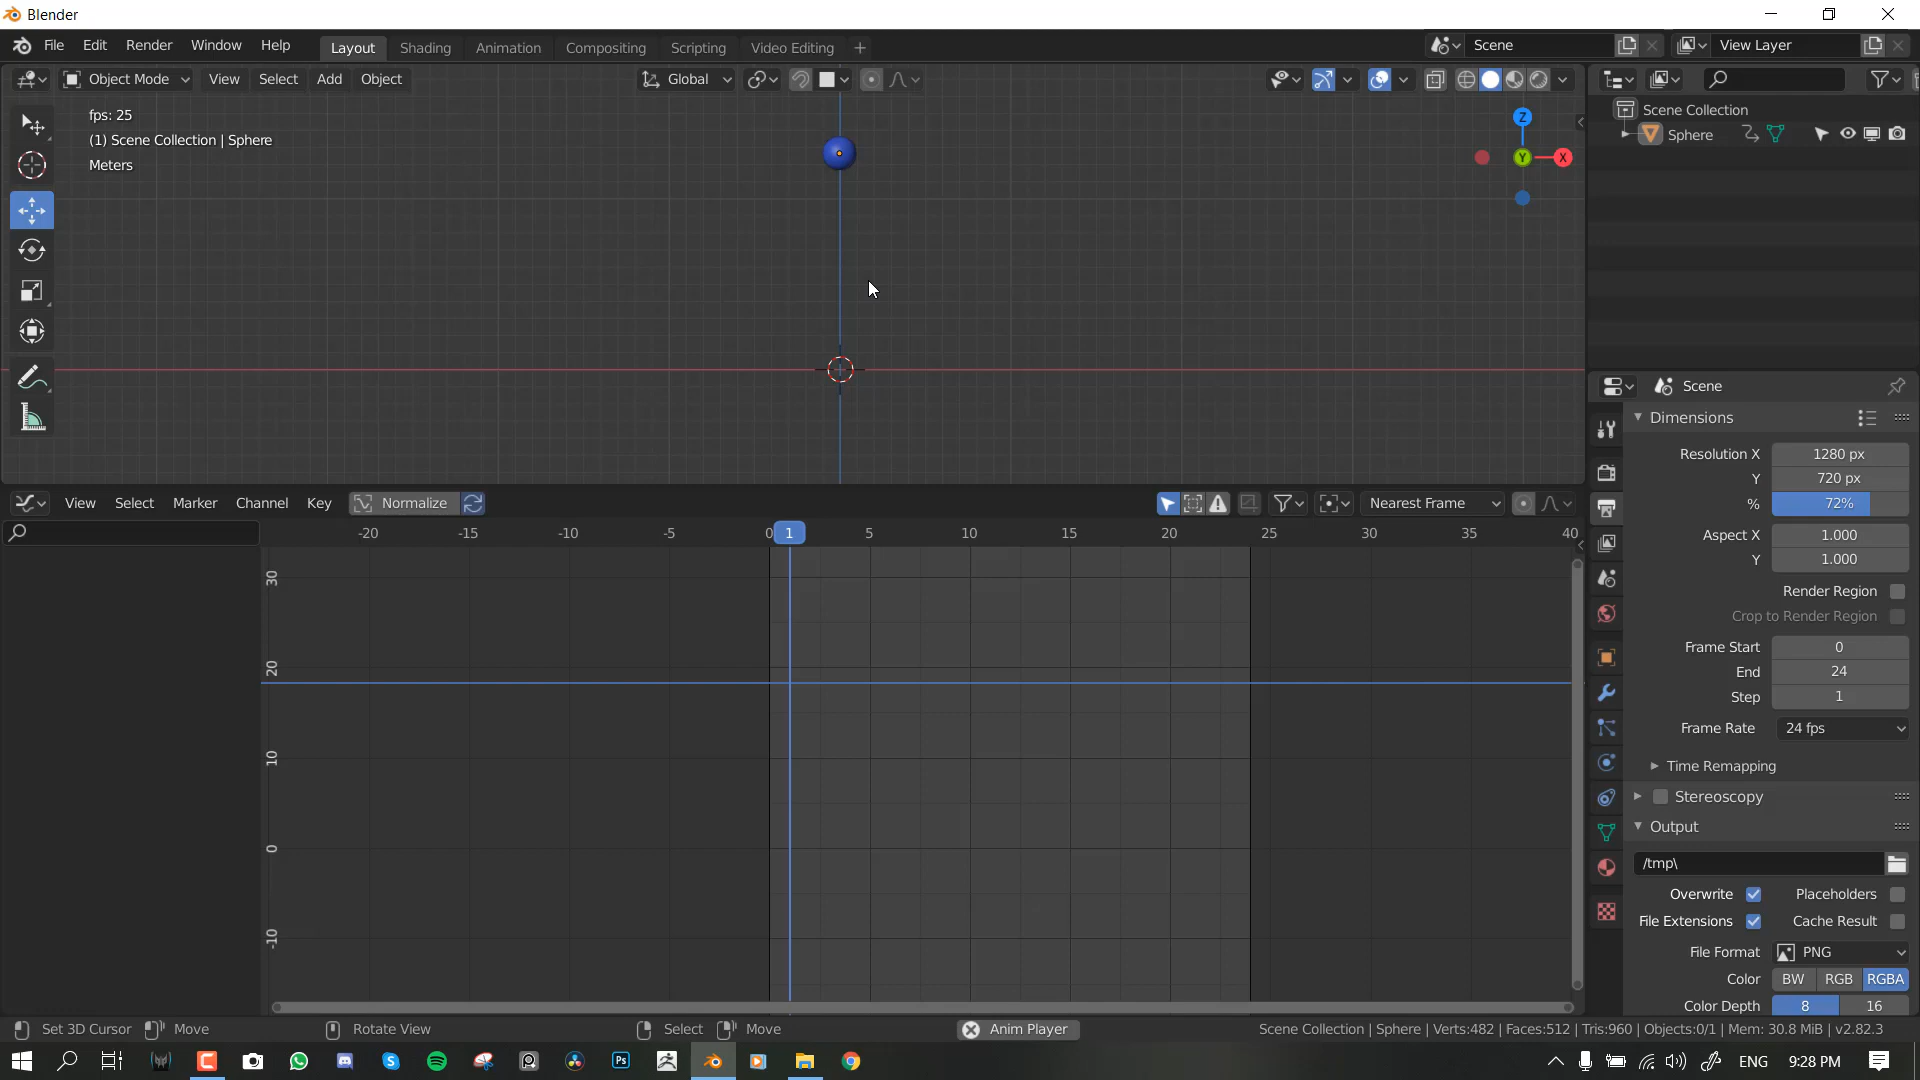 Blender
File Edit Render Window Help Layout Shading Animation Compositing Scripting Video Editing + Scene View Layer
Object Mode View Select Add Object Global
fps: 25
(1) Scene Collection | Sphere
Meters
Z
Y
X
Scene Collection
Sphere
Scene
Dimensions
Resolution X 1280 px
Y 720 px
% 72%
Aspect X 1.000
Y 1.000
Render Region
Crop to Render Region
Frame Start 0
End 24
Step 1
Frame Rate 24 fps
Time Remapping
Stereoscopy
Output
/tmp\
Overwrite Placeholders
File Extensions Cache Result
File Format PNG
Color BW RGB RGBA
Color Depth 8 16
View Select Marker Channel Key Normalize Nearest Frame
-20 -15 -10 -5 0 1 5 10 15 20 25 30 35 40
30
20
10
0
-10
Set 3D Cursor Move Rotate View Select Move Anim Player Scene Collection | Sphere | Verts:482 | Faces:512 | Tris:960 | Objects:0/1 | Mem: 30.8 MiB | v2.82.3
Ps ENG 9:28 PM